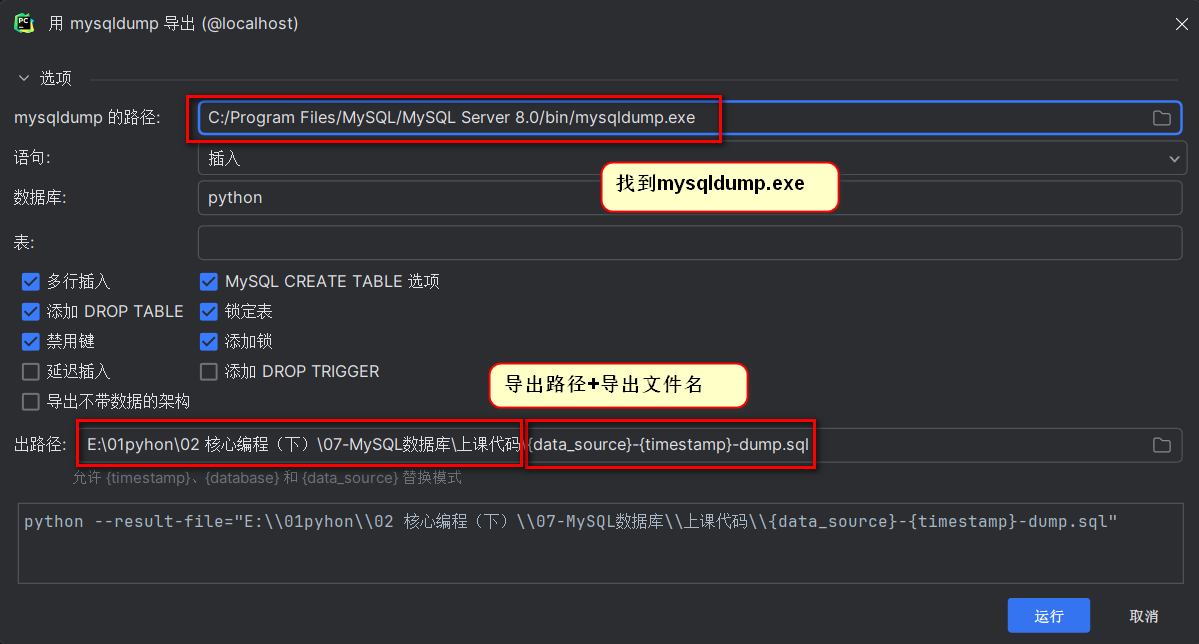 PC
用 mysqldump 导出 (@localhost)
选项
mysqldump 的路径: C:/Program Files/MySQL/MySQL Server 8.0/bin/mysqldump.exe
语句: 插入
找到mysqldump.exe
数据库: python
表:
多行插入 MySQL CREATE TABLE 选项
添加 DROP TABLE 锁定表
禁用键 添加锁
延迟插入 添加 DROP TRIGGER
导出路径+导出文件名
导出不带数据的架构
出路径: E:\01pyhon\02 核心编程（下）\07-MySQL数据库\上课代码\{data_source}-{timestamp}-dump.sql
允许 {timestamp}、{database} 和 {data_source} 替换模式
python --result-file="E:\\01pyhon\\02 核心编程（下）\\07-MySQL数据库\\上课代码\\{data_source}-{timestamp}-dump.sql"
运行 取消